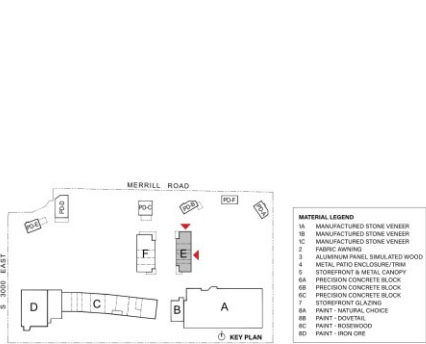 MERRILL ROAD
PD-E
PD-D
PD-C
PD-B
PD-F
PD-A
S 3000 EAST
F
E
D
C
B
A
KEY PLAN
MATERIAL LEGEND
1A MANUFACTURED STONE VENEER
1B MANUFACTURED STONE VENEER
1C MANUFACTURED STONE VENEER
2 FABRIC AWNING
3 ALUMINUM PANEL SIMULATED WOOD
4 METAL PATIO ENCLOSURE/TRIM
5 STOREFRONT & METAL CANOPY
6A PRECISION CONCRETE BLOCK
6B PRECISION CONCRETE BLOCK
6C PRECISION CONCRETE BLOCK
7 STOREFRONT GLAZING
8A PAINT - NATURAL CHOICE
8B PAINT - DOVETAIL
8C PAINT - ROSEWOOD
8D PAINT - IRON ORE